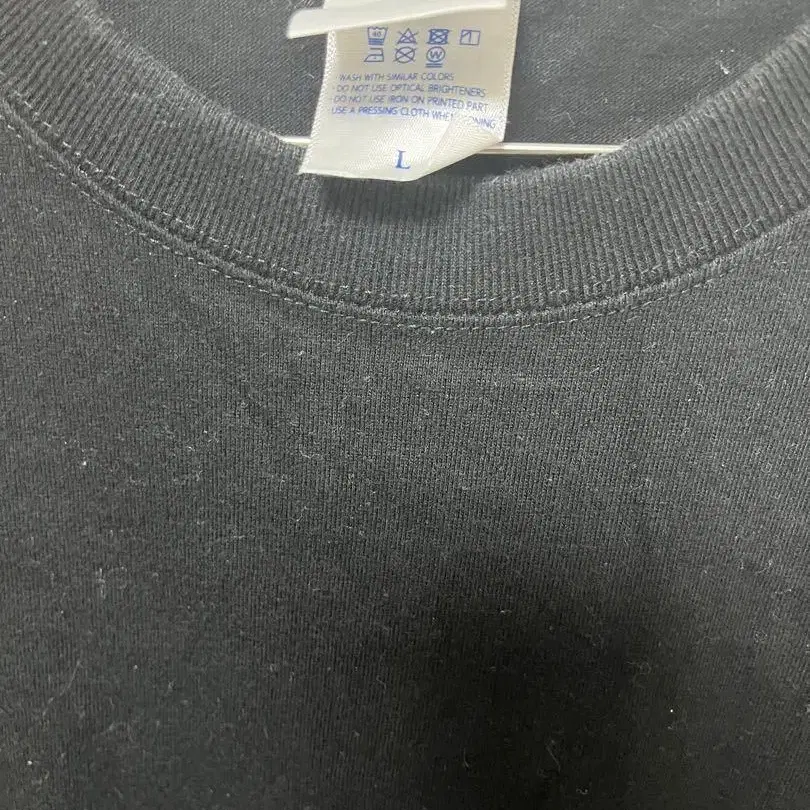 40
W
WASH WITH SIMILAR COLORS
· DO NOT USE OPTICAL BRIGHTENERS
· DO NOT USE IRON ON PRINTED PART
USE A PRESSING CLOTH WHEN
L